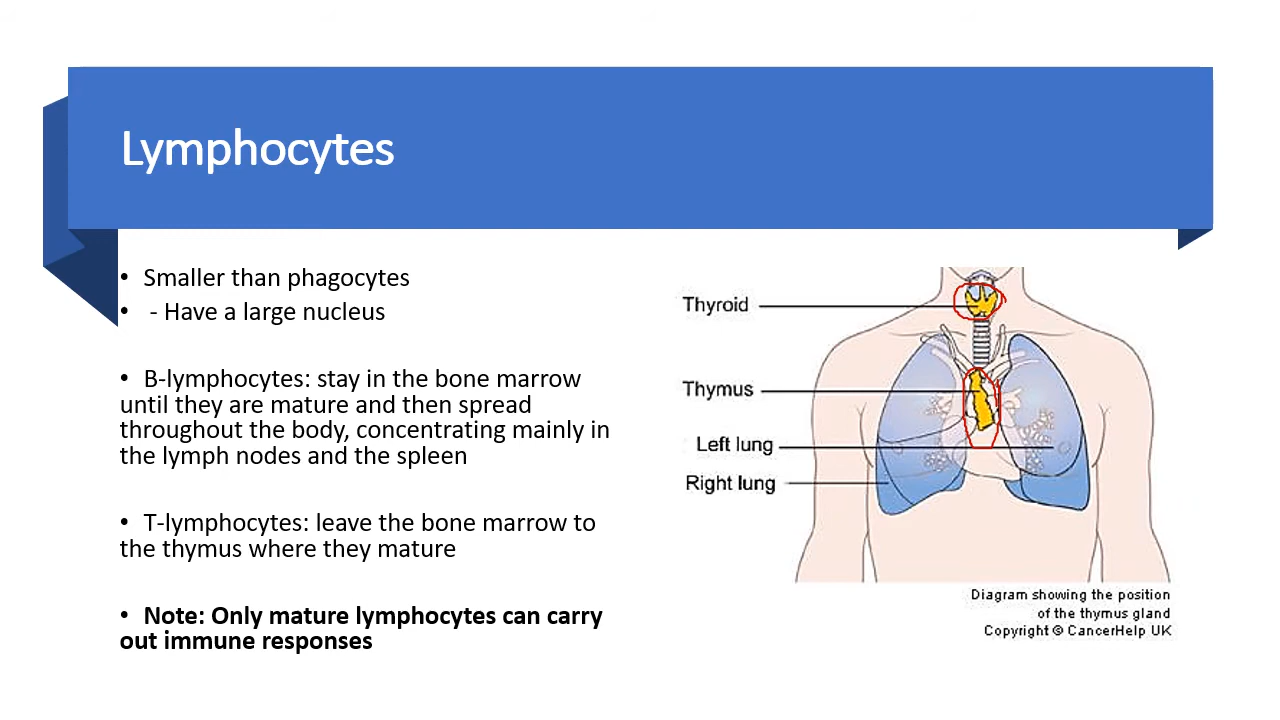 Lymphocytes
• Smaller than phagocytes
• - Have a large nucleus
• B-lymphocytes: stay in the bone marrow
until they are mature and then spread
throughout the body, concentrating mainly in
the lymph nodes and the spleen
• T-lymphocytes: leave the bone marrow to
the thymus where they mature
• Note: Only mature lymphocytes can carry
out immune responses
Thyroid
Thymus
Left lung
Right lung
Diagram showing the position
of the thymus gland
Copyright © CancerHelp UK